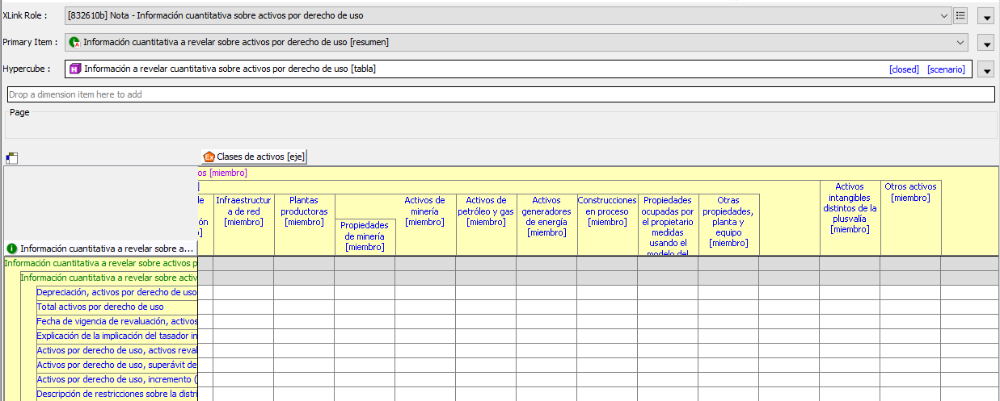 XLink Role : [832610b] Nota - Información cuantitativa sobre activos por derecho de uso
Primary Item : Información cuantitativa a revelar sobre activos por derecho de uso [resumen]
Hypercube : Información a revelar cuantitativa sobre activos por derecho de uso [tabla] [closed] [scenario]
Drop a dimension item here to add
Page
Clases de activos [eje]
os [miembro]
Infraestructur
a de red
[miembro]
Plantas
productoras
[miembro]
Propiedades
de minería
[miembro]
Activos de
minería
[miembro]
Activos de
petróleo y gas
[miembro]
Activos
generadores
de energía
[miembro]
Construcciones
en proceso
[miembro]
Propiedades
ocupadas por
el propietario
medidas
usando el
modelo del
Otras
propiedades,
planta y
equipo
[miembro]
Activos
intangibles
distintos de la
plusvalía
[miembro]
Otros activos
[miembro]
Información cuantitativa a revelar sobre a...
Información cuantitativa a revelar sobre activos p
Información cuantitativa a revelar sobre activ
Depreciación, activos por derecho de uso
Total activos por derecho de uso
Fecha de vigencia de revaluación, activos
Explicación de la implicación del tasador in
Activos por derecho de uso, activos reval
Activos por derecho de uso, superávit de
Activos por derecho de uso, incremento (
Descripción de restricciones sobre la distri